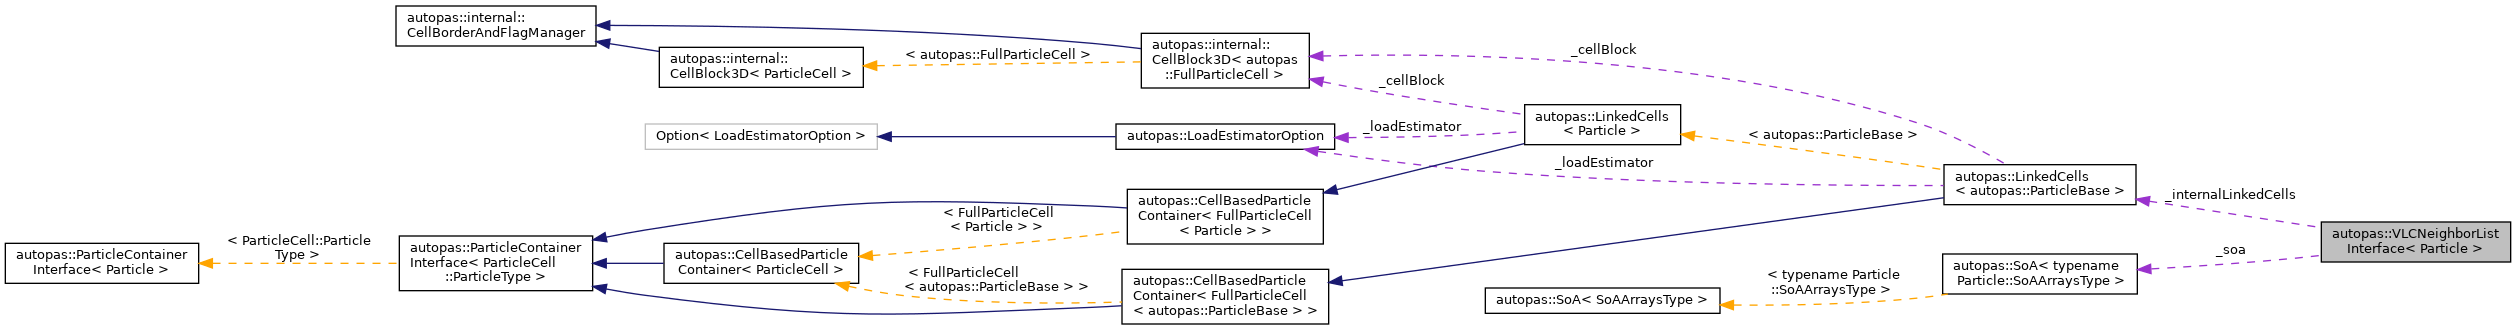 autopas::internal::
CellBorderAndFlagManager
autopas::internal::
CellBlock3D< ParticleCell >
< autopas::FullParticleCell >
autopas::internal::
CellBlock3D< autopas
::FullParticleCell >
_cellBlock
_cellBlock
Option< LoadEstimatorOption >
autopas::LoadEstimatorOption
_loadEstimator
autopas::LinkedCells
< Particle >
< autopas::ParticleBase >
_loadEstimator
autopas::LinkedCells
< autopas::ParticleBase >
_internalLinkedCells
autopas::VLCNeighborList
Interface< Particle >
_soa
autopas::ParticleContainer
Interface< Particle >
< ParticleCell::Particle
Type >
autopas::ParticleContainer
Interface< ParticleCell
::ParticleType >
autopas::CellBasedParticle
Container< ParticleCell >
< FullParticleCell
< Particle > >
autopas::CellBasedParticle
Container< FullParticleCell
< Particle > >
< FullParticleCell
< autopas::ParticleBase > >
autopas::CellBasedParticle
Container< FullParticleCell
< autopas::ParticleBase > >
autopas::SoA< SoAArraysType >
< typename Particle
::SoAArraysType >
autopas::SoA< typename
Particle::SoAArraysType >